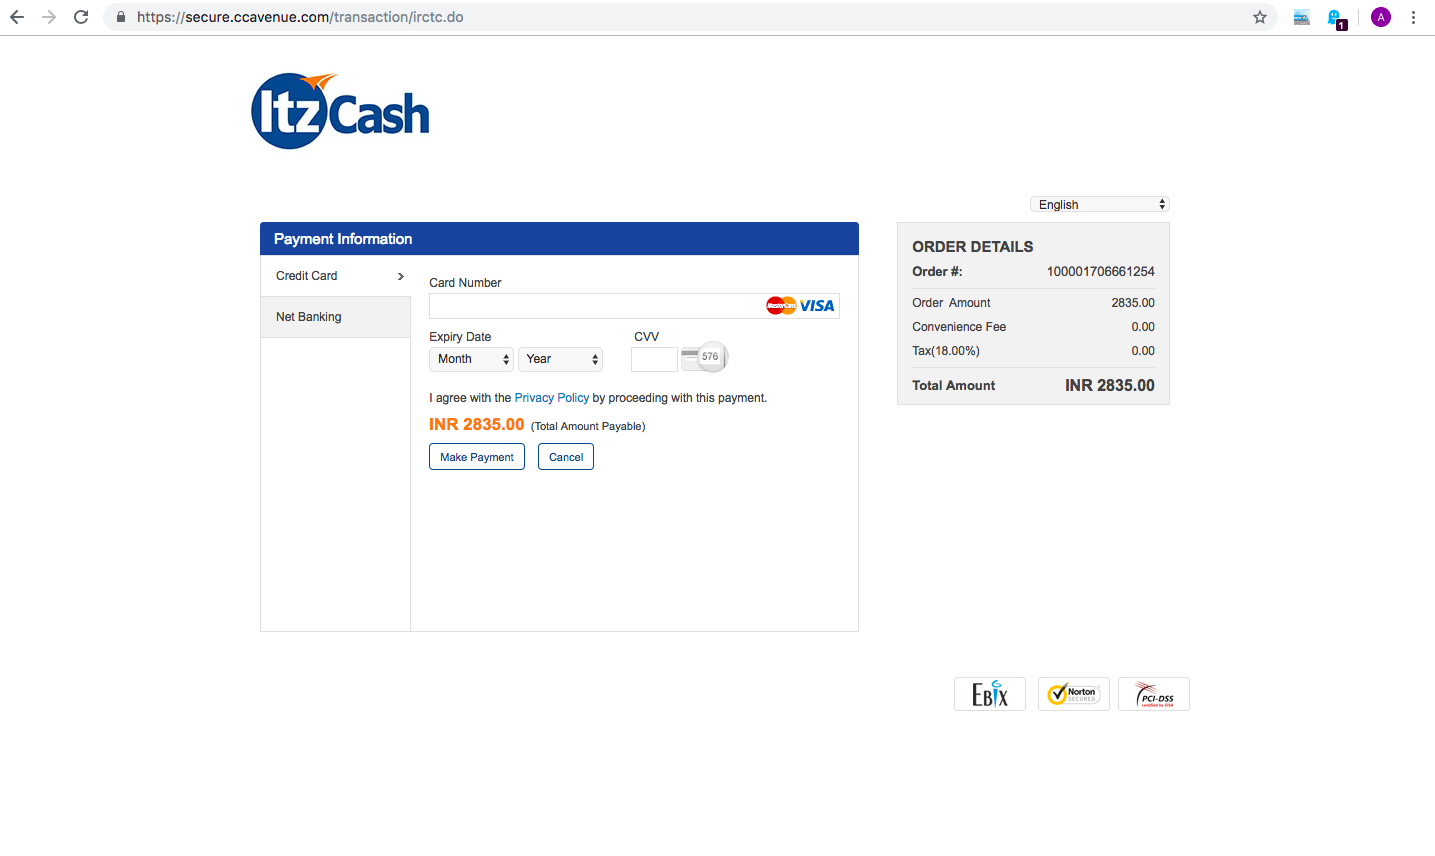 https://secure.ccavenue.com/transaction/irctc.do
1
A
ItzCash
English
Payment Information
Credit Card
Net Banking
Card Number
MasterCard VISA
Expiry Date
CVV
Month
Year
576
I agree with the Privacy Policy by proceeding with this payment.
INR 2835.00 (Total Amount Payable)
Make Payment
Cancel
ORDER DETAILS
Order #: 100001706661254
Order Amount 2835.00
Convenience Fee 0.00
Tax(18.00%) 0.00
Total Amount INR 2835.00
EBIX
Norton
SECURED
PCI-DSS
certified by SISA